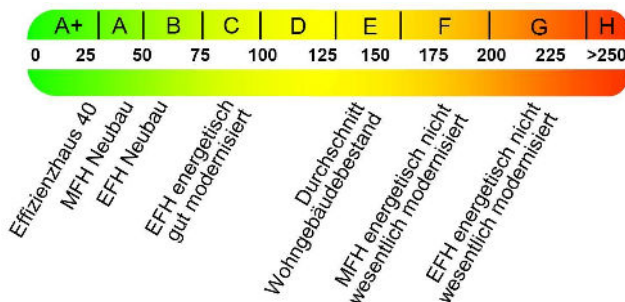 A+ A B C D E F G H
0 25 50 75 100 125 150 175 200 225 >250
Effizienzhaus 40
MFH Neubau
EFH Neubau
EFH energetisch
gut modernisiert
Durchschnitt
Wohngebäudebestand
MFH energetisch nicht
wesentlich modernisiert
EFH energetisch nicht
wesentlich modernisiert